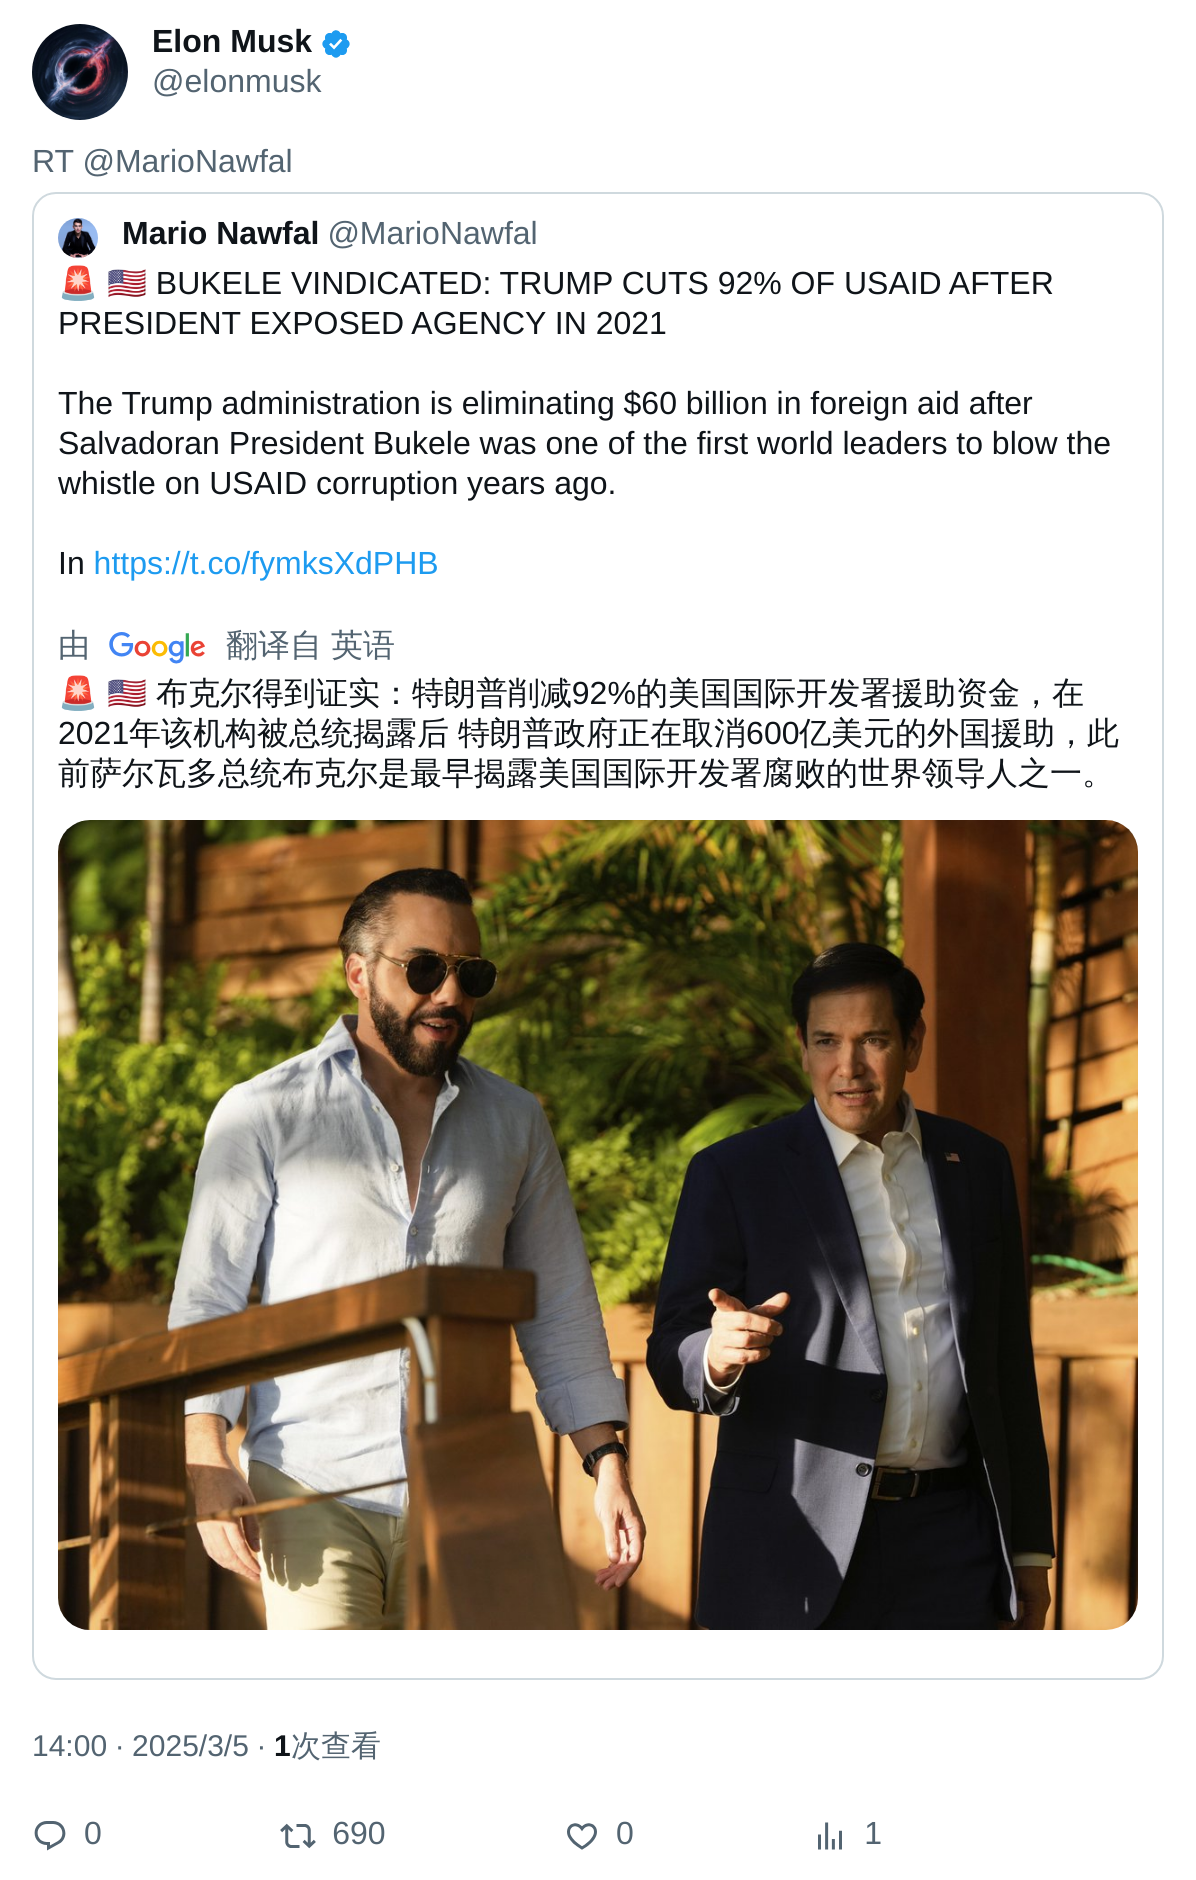 Elon Musk
@elonmusk
RT @MarioNawfal
Mario Nawfal @MarioNawfal
🚨 🇺🇸 BUKELE VINDICATED: TRUMP CUTS 92% OF USAID AFTER
PRESIDENT EXPOSED AGENCY IN 2021
The Trump administration is eliminating $60 billion in foreign aid after
Salvadoran President Bukele was one of the first world leaders to blow the
whistle on USAID corruption years ago.
In https://t.co/fymksXdPHB
由 Google 翻译自 英语
🚨 🇺🇸 布克尔得到证实：特朗普削减92%的美国国际开发署援助资金，在
2021年该机构被总统揭露后 特朗普政府正在取消600亿美元的外国援助，此
前萨尔瓦多总统布克尔是最早揭露美国国际开发署腐败的世界领导人之一。
14:00 · 2025/3/5 · 1次查看
0 690 0 1